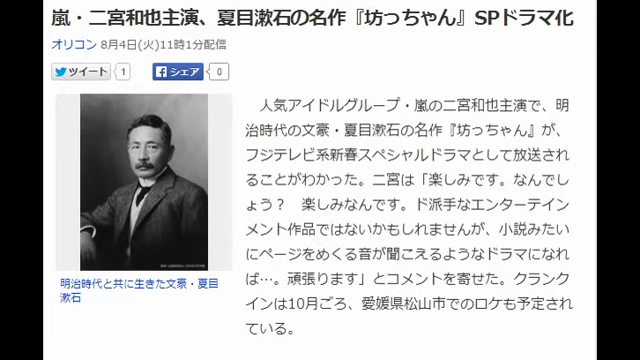 嵐・二宮和也主演、夏目漱石の名作『坊っちゃん』SPドラマ化
オリコン 8月4日(火)11時1分配信
ツイート 1 シェア 0
人気アイドルグループ・嵐の二宮和也主演で、明
治時代の文豪・夏目漱石の名作『坊っちゃん』が、
フジテレビ系新春スペシャルドラマとして放送され
ることがわかった。二宮は「楽しみです。なんでし
ょう？　楽しみなんです。ド派手なエンターテイン
メント作品ではないかもしれませんが、小説みたい
にページをめくる音が聞こえるようなドラマになれ
ば…。頑張ります」とコメントを寄せた。クランク
インは10月ごろ、愛媛県松山市でのロケも予定され
ている。
明治時代と共に生きた文豪・夏目
漱石